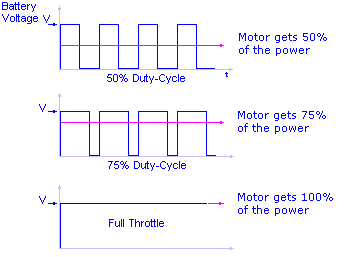 Battery
Voltage V
Motor gets 50%
of the power
t
50% Duty-Cycle
V
Motor gets 75%
of the power
75% Duty-Cycle
V
Motor gets 100%
of the power
Full Throttle